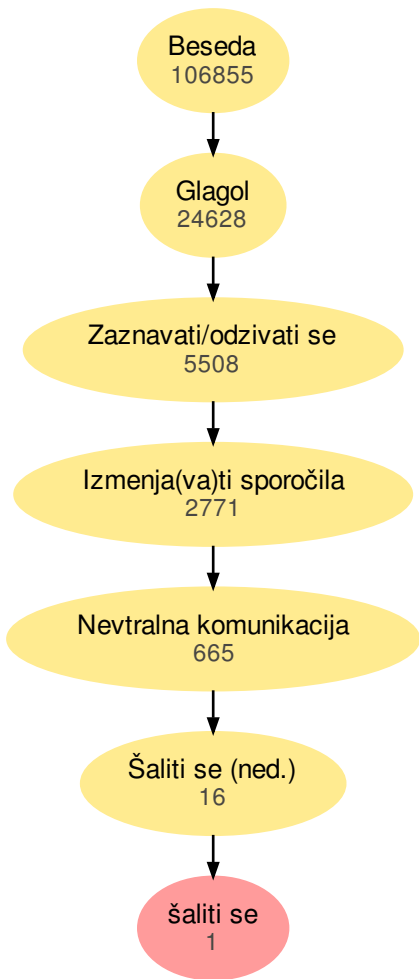 Beseda
106855
Glagol
24628
Zaznavati/odzivati se
5508
Izmenja(va)ti sporočila
2771
Nevtralna komunikacija
665
Šaliti se (ned.)
16
šaliti se
1